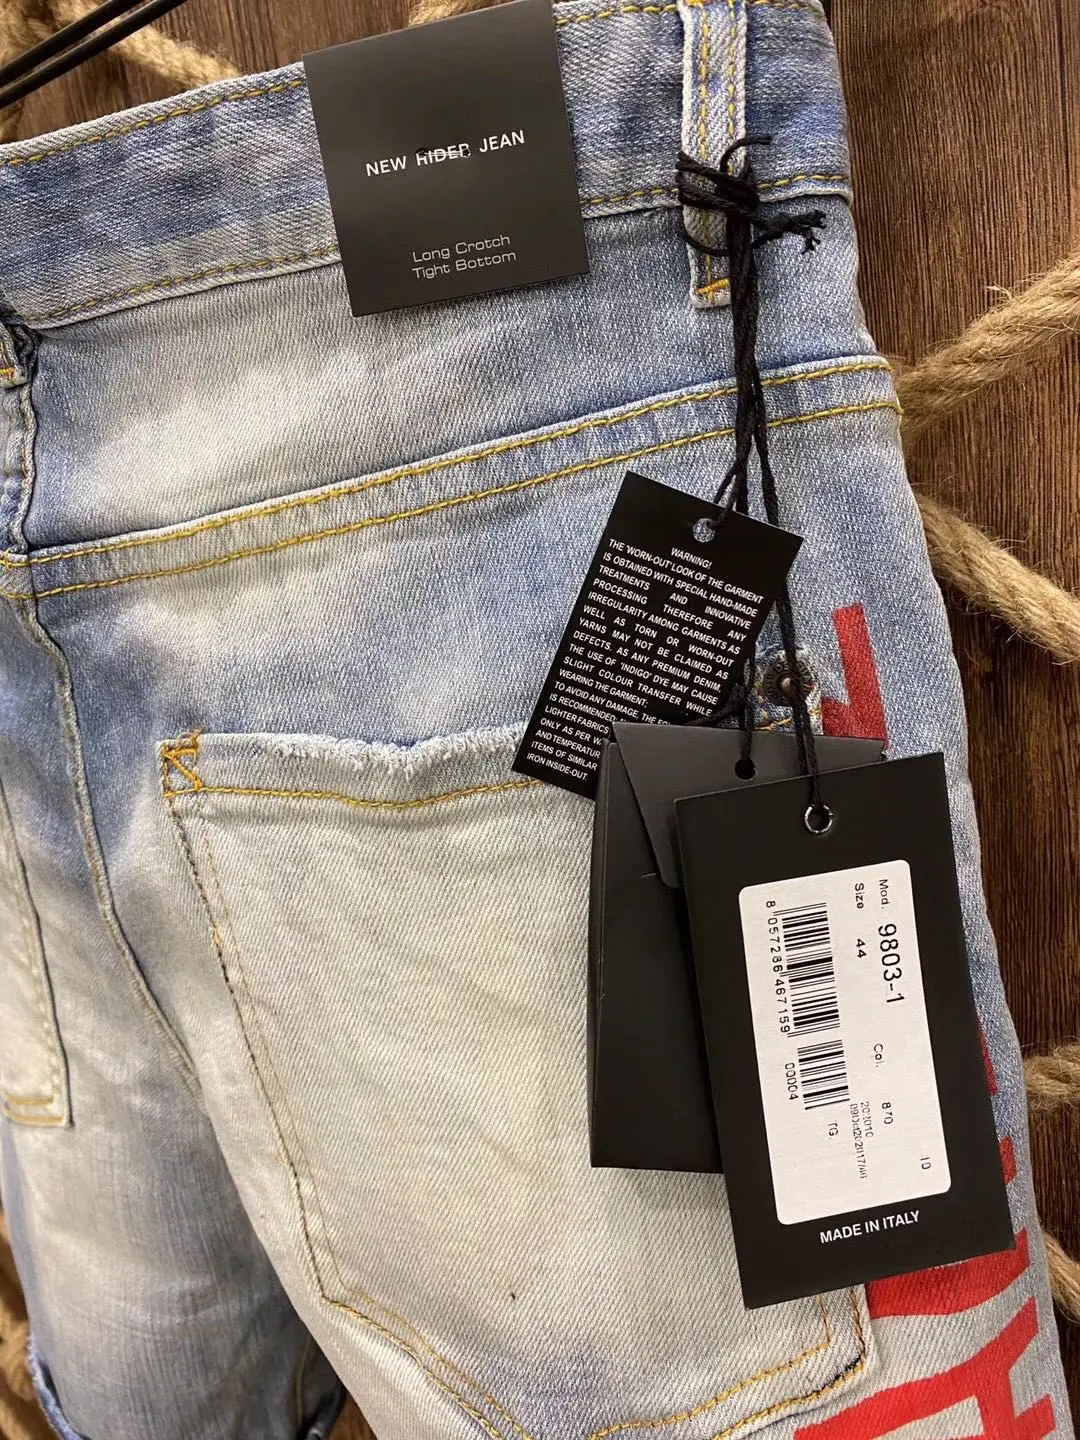 NEW RIDER JEAN
Long Crotch
Tight Bottom
WARNING!
THE 'WORN-OUT' LOOK OF THE GARMENT
IS OBTAINED WITH SPECIAL HAND-MADE
TREATMENTS AND INNOVATIVE
PROCESSING THEREFORE ANY
IRREGULARITY AMONG GARMENTS AS
WELL AS TORN OR WORN-OUT
YARNS MAY NOT BE CLAIMED AS
DEFECTS. AS ANY PREMIUM DENIM,
THE USE OF 'INDIGO' DYE MAY CAUSE
SLIGHT COLOUR TRANSFER WHILE
WEARING THE GARMENT:
TO AVOID ANY DAMAGE, THE
IS RECOMMENDED
LIGHTER FABRICS
ONLY AS PER
AND TEMPERATUR
ITEMS OF SIMILAR
IRON INSIDE-OUT.
Mod. 9803-1 Col. 870 ID
Size 44
8 057286 467159 00004 TG.
MADE IN ITALY